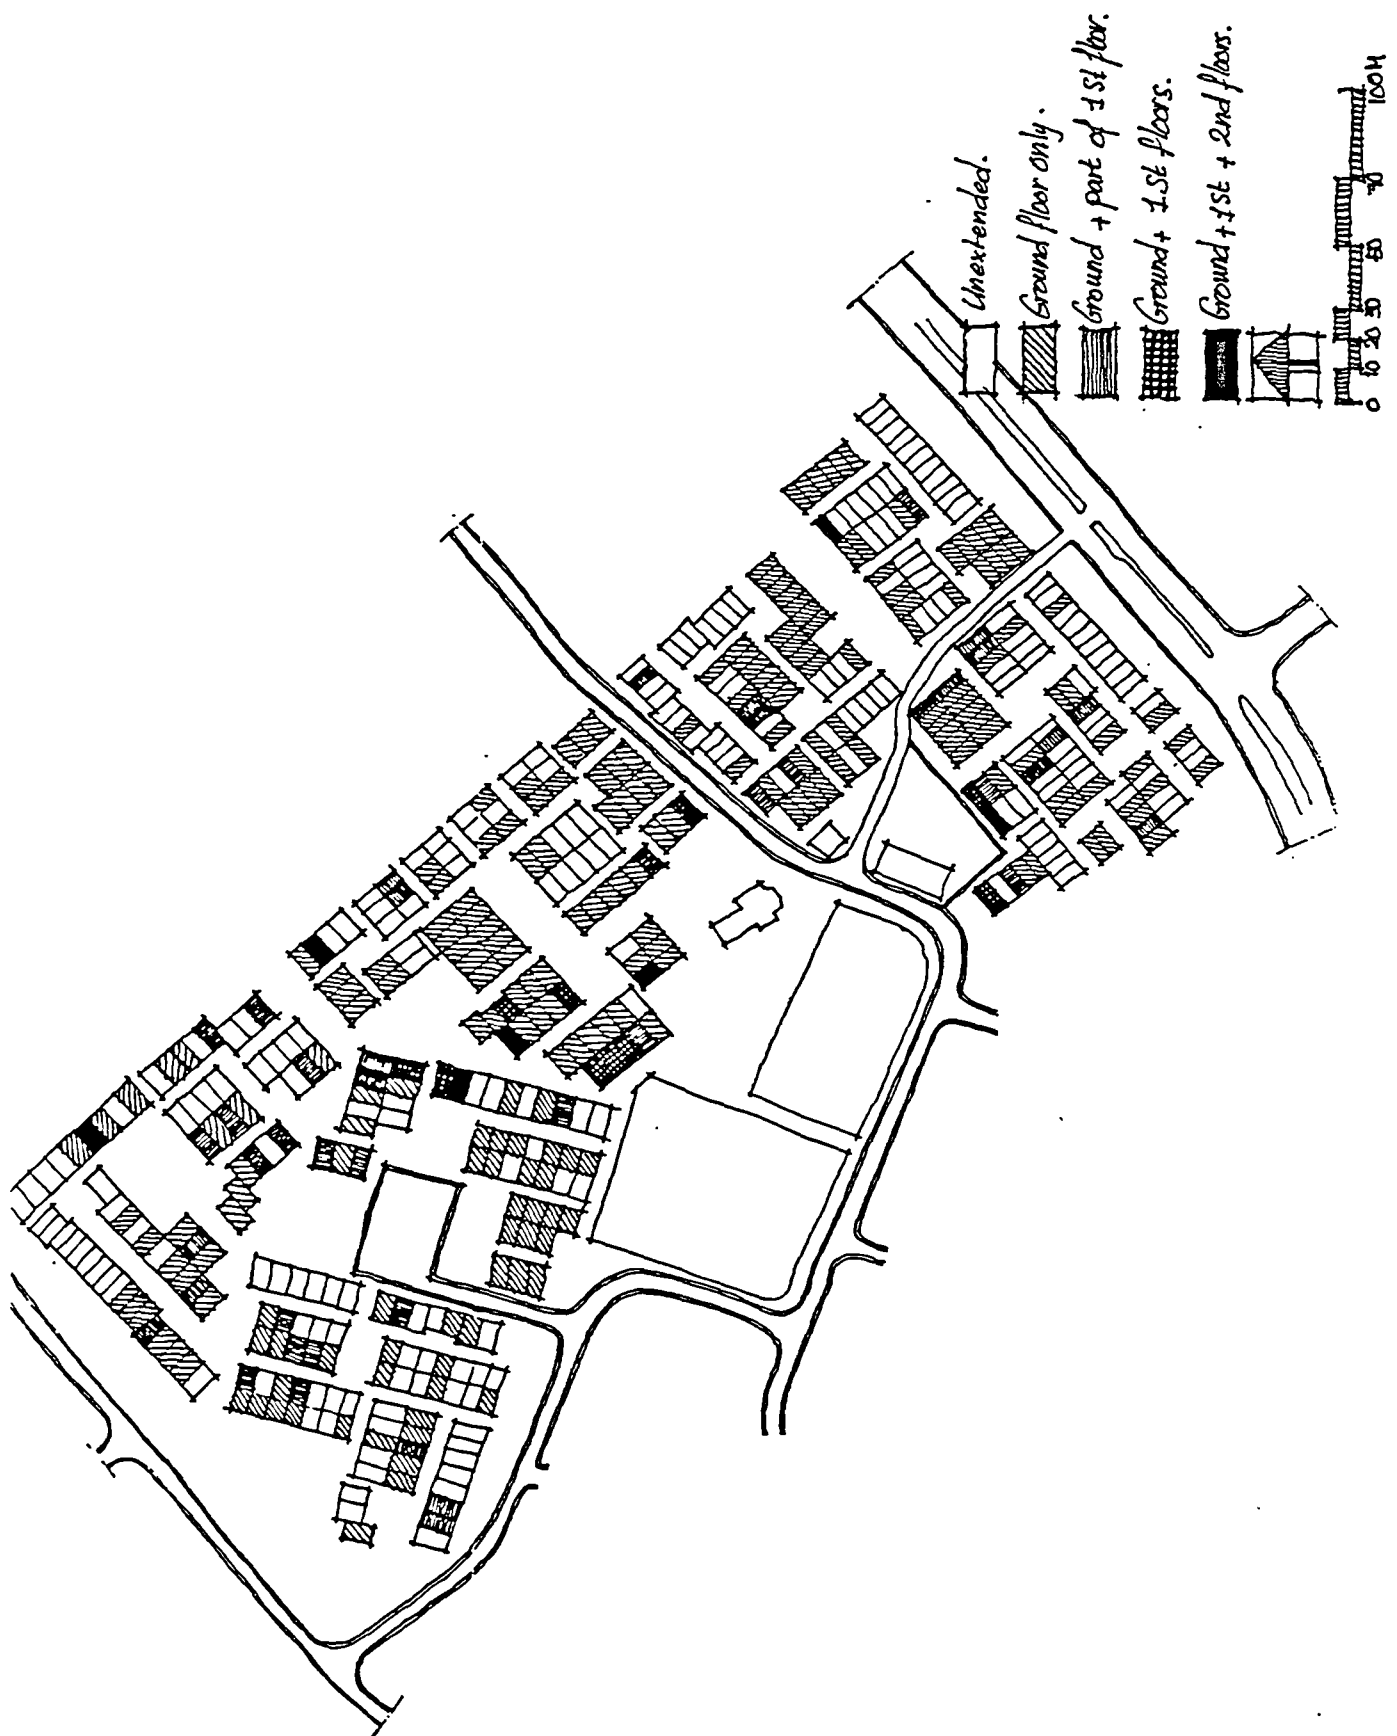 Unextended.
Ground floor only.
Ground + part of 1st floor.
Ground + 1st floors.
Ground + 1st + 2nd floors.
0 10 20 30 50 70 100M